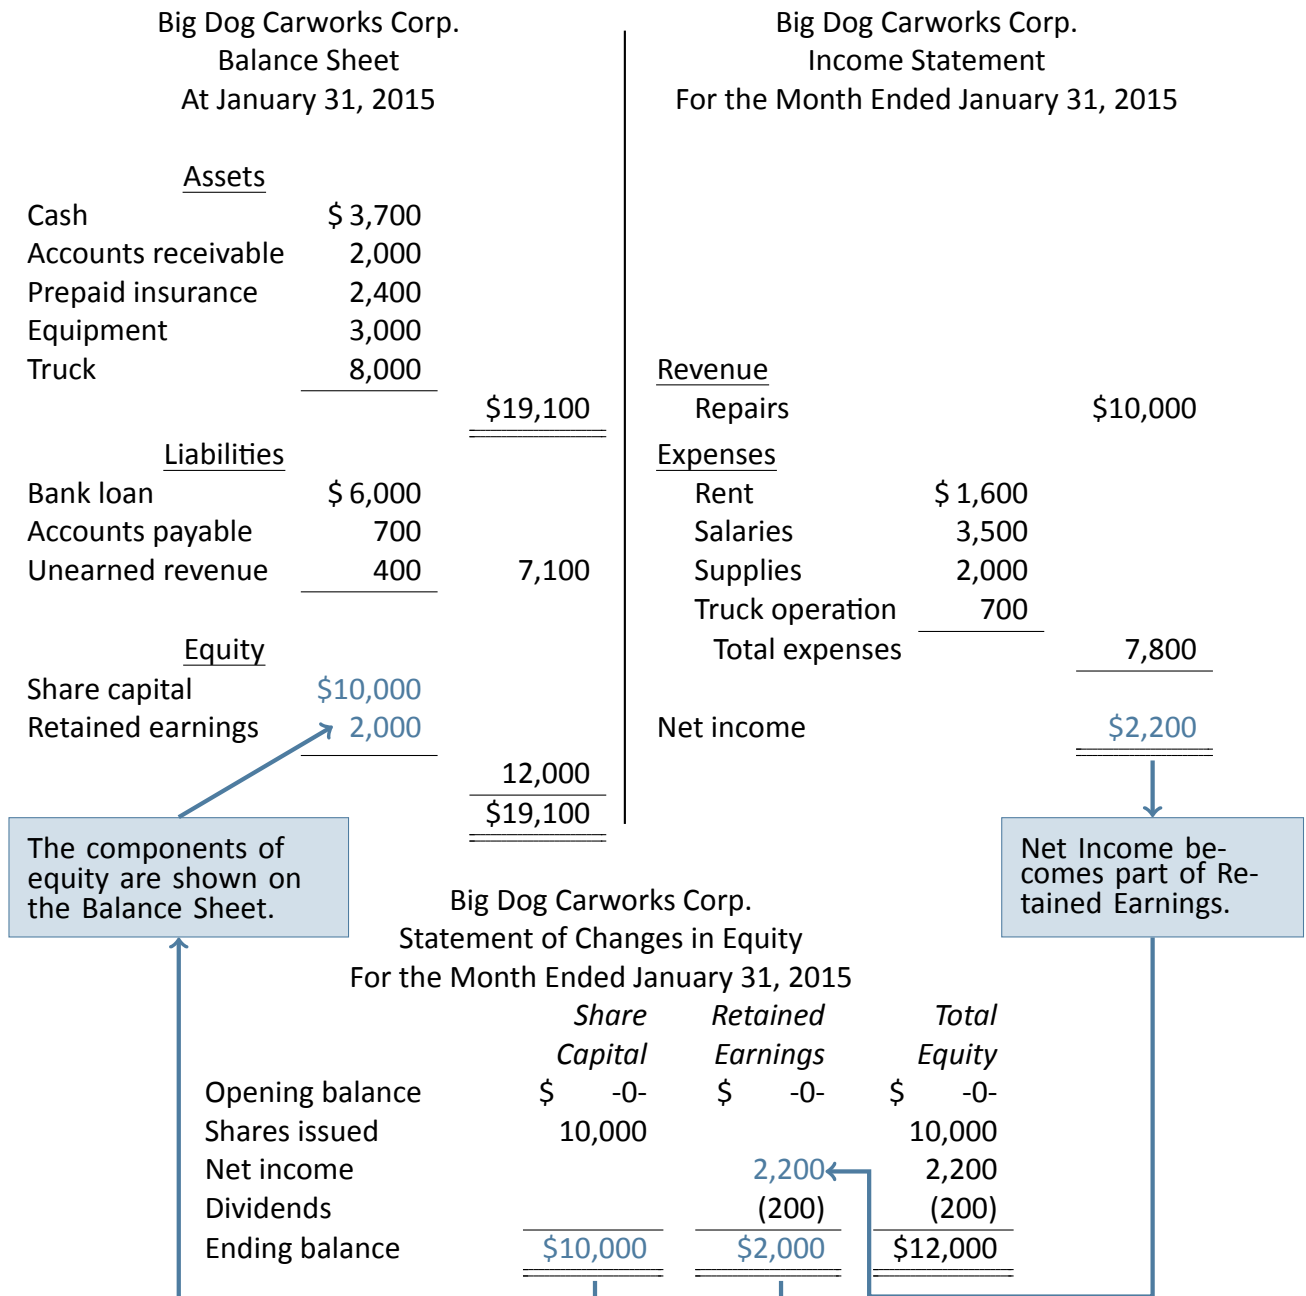 Big Dog Carworks Corp.
Balance Sheet
At January 31, 2015
Assets
Cash $ 3,700
Accounts receivable 2,000
Prepaid insurance 2,400
Equipment 3,000
Truck 8,000
$19,100
Liabilities
Bank loan $ 6,000
Accounts payable 700
Unearned revenue 400 7,100
Equity
Share capital $10,000
Retained earnings 2,000
12,000
$19,100
The components of
equity are shown on
the Balance Sheet.
Big Dog Carworks Corp.
Income Statement
For the Month Ended January 31, 2015
Revenue
Repairs $10,000
Expenses
Rent $ 1,600
Salaries 3,500
Supplies 2,000
Truck operation 700
Total expenses 7,800
Net income $2,200
Net Income be-
comes part of Re-
tained Earnings.
Big Dog Carworks Corp.
Statement of Changes in Equity
For the Month Ended January 31, 2015
Share Retained Total
Capital Earnings Equity
Opening balance $ -0- $ -0- $ -0-
Shares issued 10,000 10,000
Net income 2,200 2,200
Dividends (200) (200)
Ending balance $10,000 $2,000 $12,000